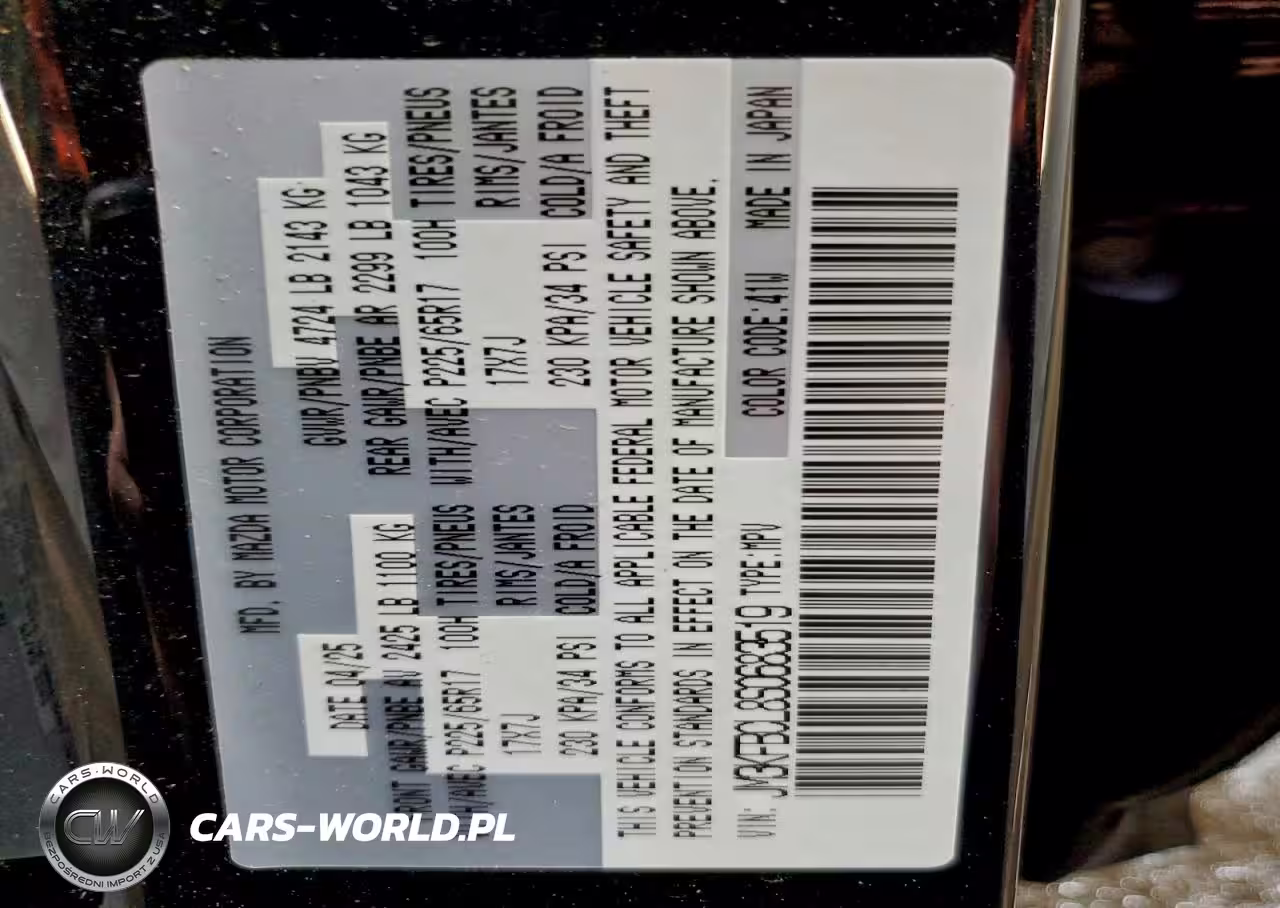 MFD. BY MAZDA MOTOR CORPORATION
DATE 04/25
GVWR/PNBV 4724 LB 2143 KG
FRONT GAWR/PNBE AV 2425 LB 1100 KG
REAR GAWR/PNBE AR 2299 LB 1043 KG
WITH/AVEC P225/65R17 100H TIRES/PNEUS
WITH/AVEC P225/65R17 100H TIRES/PNEUS
17X7J RIMS/JANTES
17X7J RIMS/JANTES
230 KPA/34 PSI COLD/A FROID
230 KPA/34 PSI COLD/A FROID
THIS VEHICLE CONFORMS TO ALL APPLICABLE FEDERAL MOTOR VEHICLE SAFETY AND THEFT
PREVENTION STANDARDS IN EFFECT ON THE DATE OF MANUFACTURE SHOWN ABOVE.
VIN: JM3KFBCL8S0683519 TYPE:MPV
COLOR CODE:41W MADE IN JAPAN
CARS-WORLD
CW
BEZPOŚREDNI IMPORT Z USA
CARS-WORLD.PL